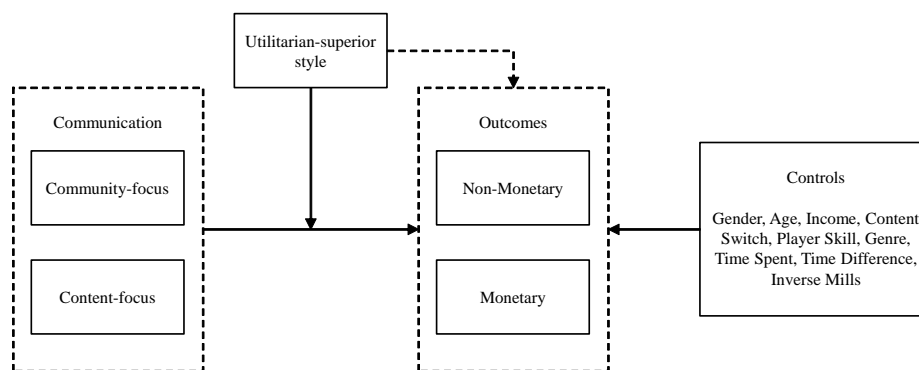 Utilitarian-superior
style
Communication
Community-focus
Content-focus
Outcomes
Non-Monetary
Monetary
Controls
Gender, Age, Income, Content
Switch, Player Skill, Genre,
Time Spent, Time Difference,
Inverse Mills